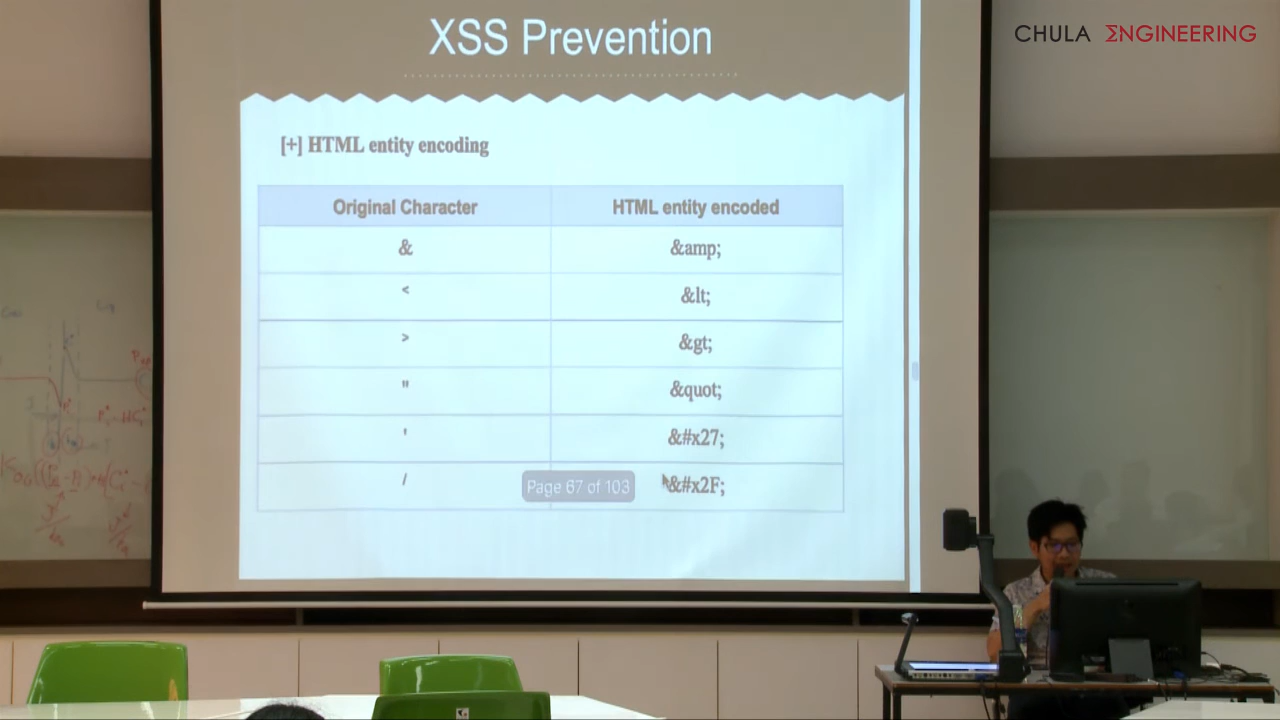 XSS Prevention
CHULA ΣNGINEERING
[+] HTML entity encoding
Original Character HTML entity encoded
& &amp;
< &lt;
> &gt;
" &quot;
' &#x27;
/ &#x2F;
Page 67 of 103